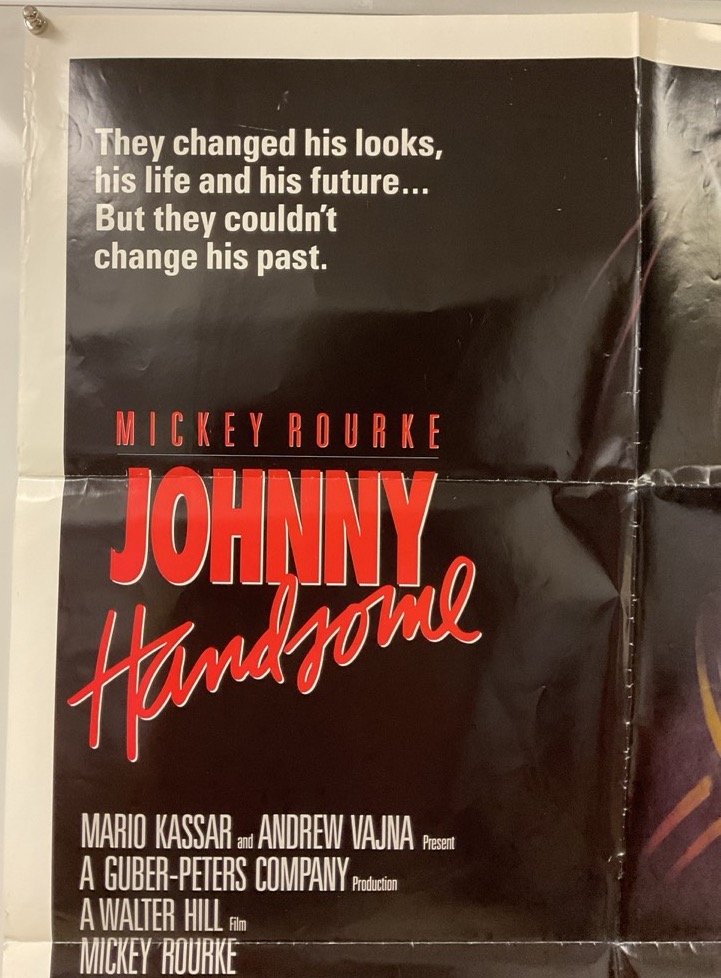 They changed his looks,
his life and his future...
But they couldn't
change his past.
MICKEY ROURKE
JOHNNY
Handsome
MARIO KASSAR and ANDREW VAJNA Present
A GUBER-PETERS COMPANY Production
A WALTER HILL Film
MICKEY ROURKE